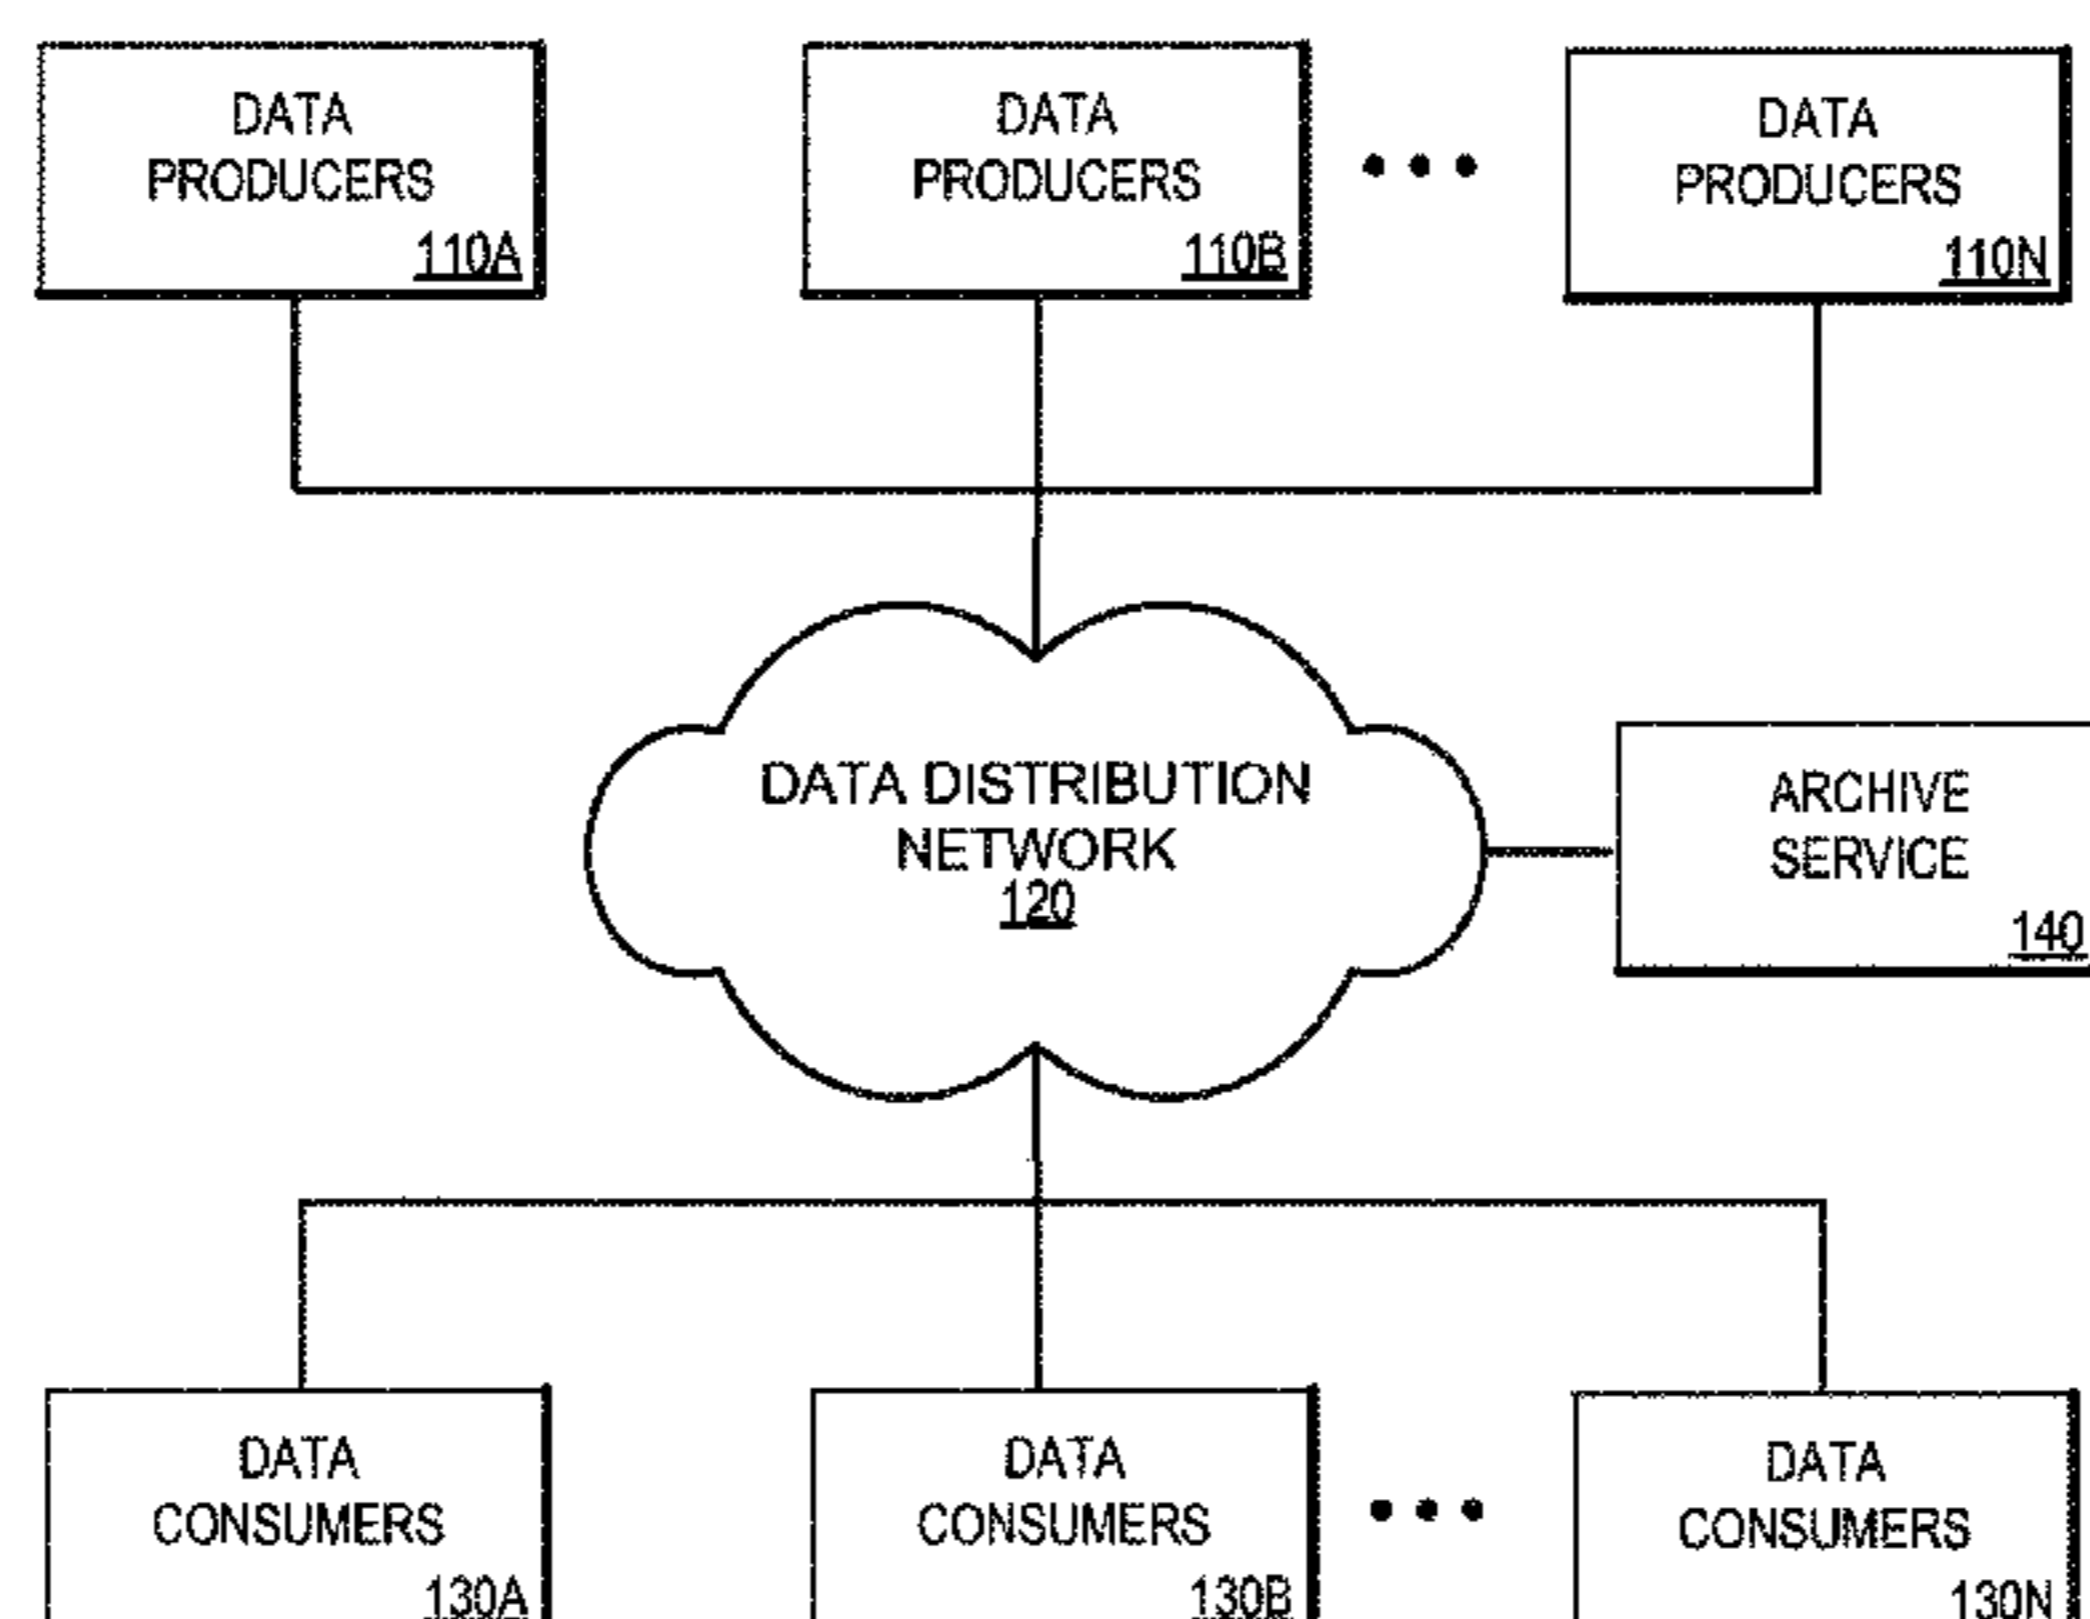 DATA
PRODUCERS
110A
DATA
PRODUCERS
110B
DATA
PRODUCERS
110N
DATA DISTRIBUTION
NETWORK
120
ARCHIVE
SERVICE
140
DATA
CONSUMERS
130A
DATA
CONSUMERS
130B
DATA
CONSUMERS
130N